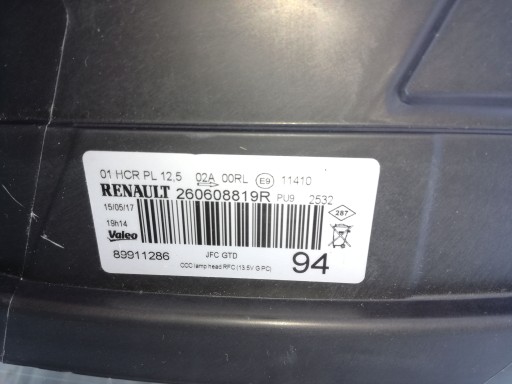 01 HCR PL 12,5 02A 00RL E9 11410
RENAULT 260608819R PU9 2532
15/05/17
19h14
287
Valeo
89911286 JFC GTD 94
CCC lamp head RFC (13.5V G.PC)